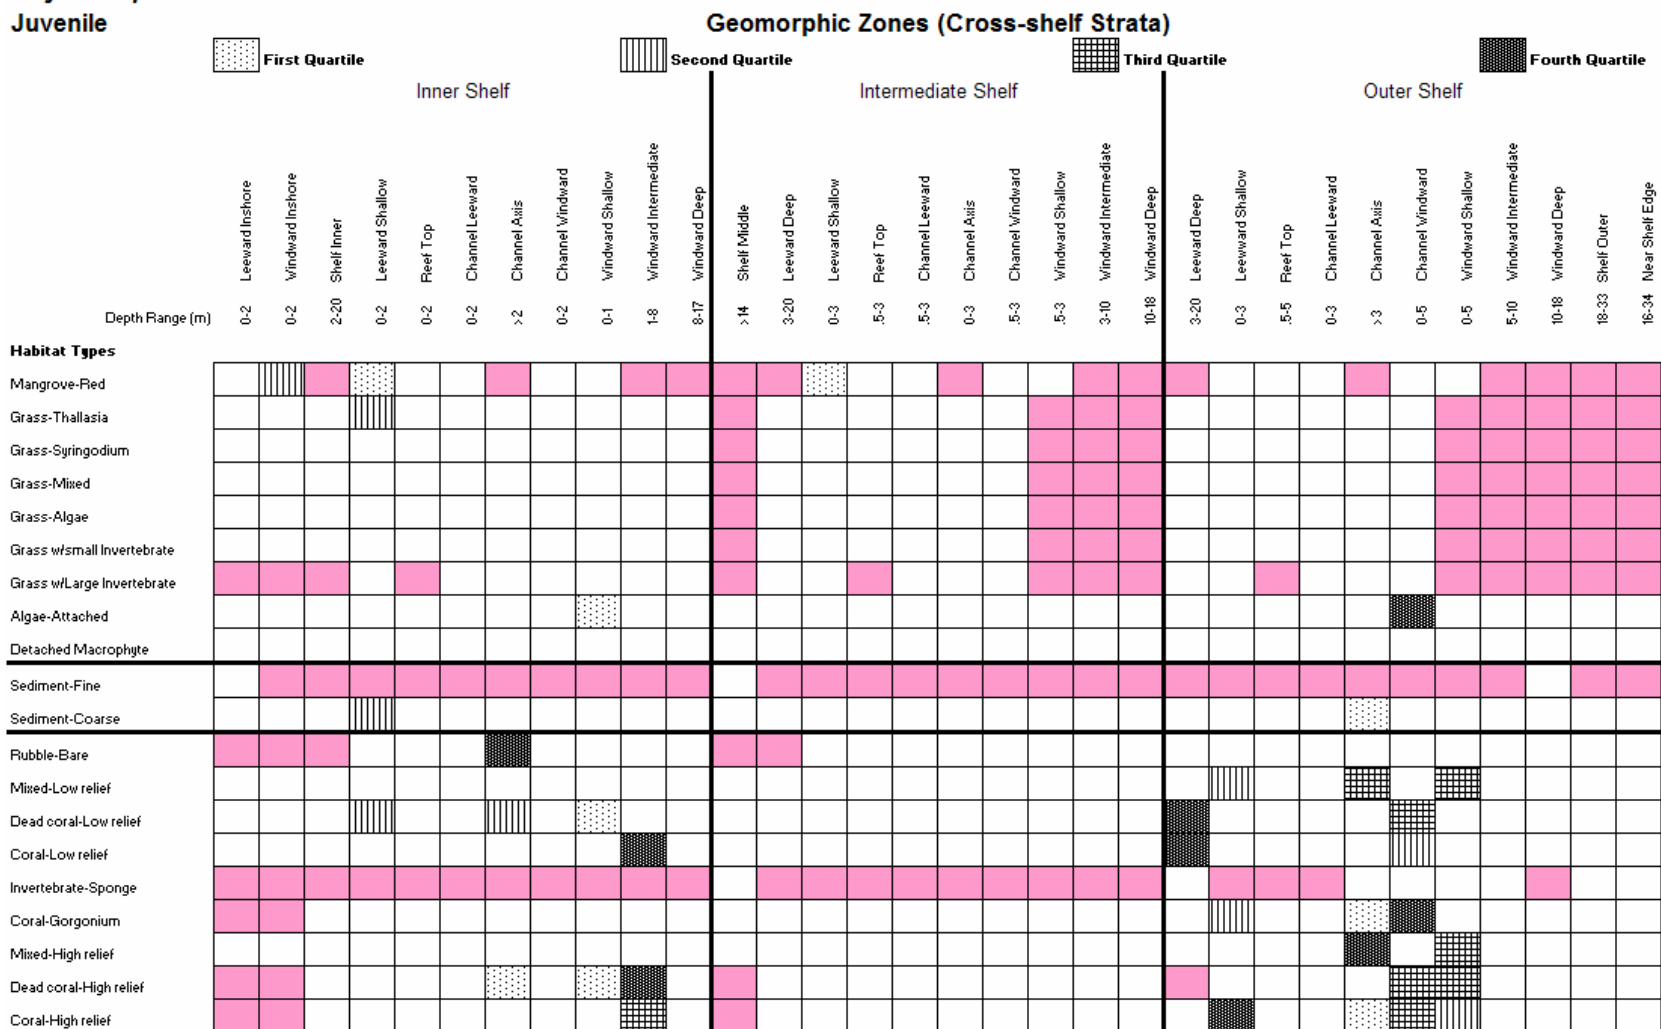 Juvenile
Geomorphic Zones (Cross-shelf Strata)
First Quartile
Second Quartile
Third Quartile
Fourth Quartile
Inner Shelf
Intermediate Shelf
Outer Shelf
Leeward Inshore
Windward Inshore
Shelf Inner
Leeward Shallow
Reef Top
Channel Leeward
Channel Axis
Channel Windward
Windward Shallow
Windward Intermediate
Windward Deep
Shelf Middle
Leeward Deep
Leeward Shallow
Reef Top
Channel Leeward
Channel Axis
Channel Windward
Windward Shallow
Windward Intermediate
Windward Deep
Leeward Deep
Leeward Shallow
Reef Top
Channel Leeward
Channel Axis
Channel Windward
Windward Shallow
Windward Intermediate
Windward Deep
Shelf Outer
Near Shelf Edge
Depth Range (m) 0-2 0-2 2-20 0-2 0-2 0-2 >2 0-2 0-1 1-8 8-17 >14 3-20 0-3 .5-3 .5-3 0-3 .5-3 .5-3 3-10 10-18 3-20 0-3 .5-5 0-3 >3 0-5 0-5 5-10 10-18 18-33 16-34
Habitat Types
Mangrove-Red
Grass-Thallasia
Grass-Syringodium
Grass-Mixed
Grass-Algae
Grass w/small Invertebrate
Grass w/Large Invertebrate
Algae-Attached
Detached Macrophyte
Sediment-Fine
Sediment-Coarse
Rubble-Bare
Mixed-Low relief
Dead coral-Low relief
Coral-Low relief
Invertebrate-Sponge
Coral-Gorgonium
Mixed-High relief
Dead coral-High relief
Coral-High relief